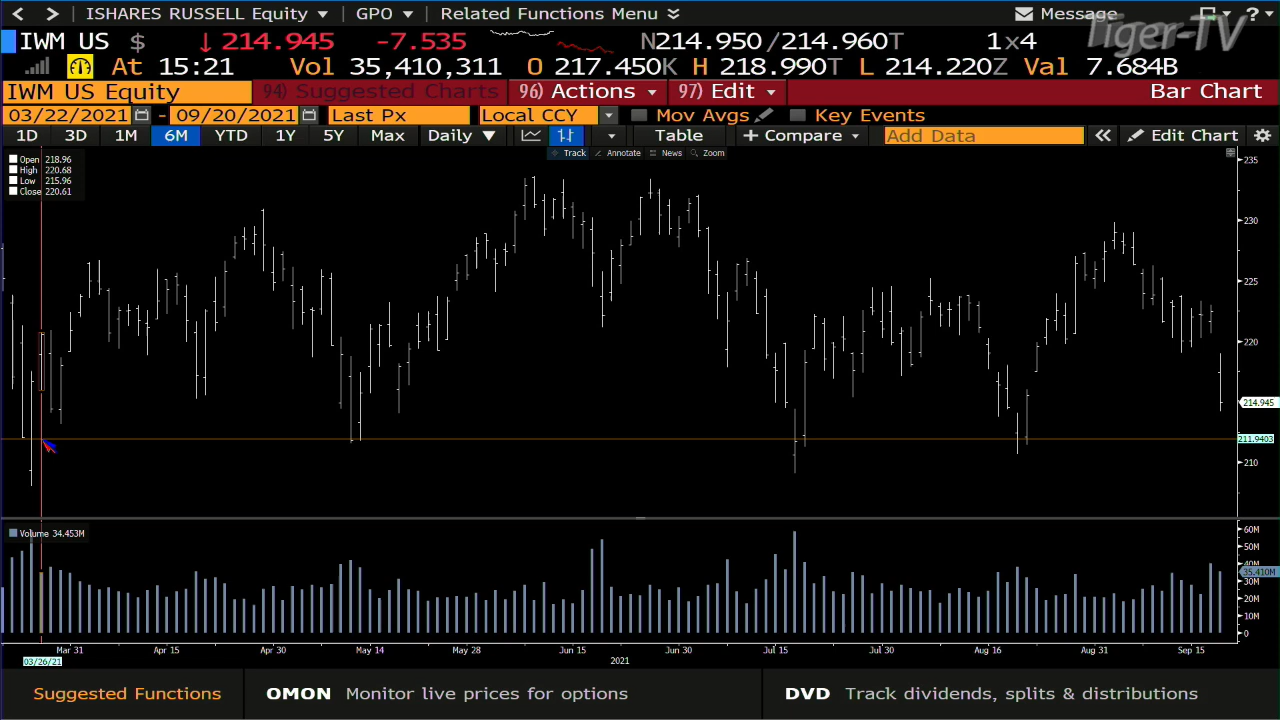 ISHARES RUSSELL Equity GPO Related Functions Menu Message ?
Tiger-TV
IWM US $ ↓ 214.945 -7.535 N214.950/214.960T 1x4
At 15:21 Vol 35,410,311 O 217.450K H 218.990T L 214.220Z Val 7.684B
IWM US Equity 94) Suggested Charts 96) Actions 97) Edit Bar Chart
03/22/2021 - 09/20/2021 Last Px Local CCY Mov Avgs Key Events
1D 3D 1M 6M YTD 1Y 5Y Max Daily ▼ Table + Compare Add Data « Edit Chart
Track Annotate News Zoom
Open 218.96
High 220.68
Low 215.96
Close 220.61
235
230
225
220
214.945
211.9403
210
Volume 34.453M
60M
50M
40M
35.410M
30M
20M
10M
0
Mar 31 Apr 15 Apr 30 May 14 May 28 Jun 15 Jun 30 Jul 15 Jul 30 Aug 16 Aug 31 Sep 15
03/26/21 2021
Suggested Functions OMON Monitor live prices for options DVD Track dividends, splits & distributions